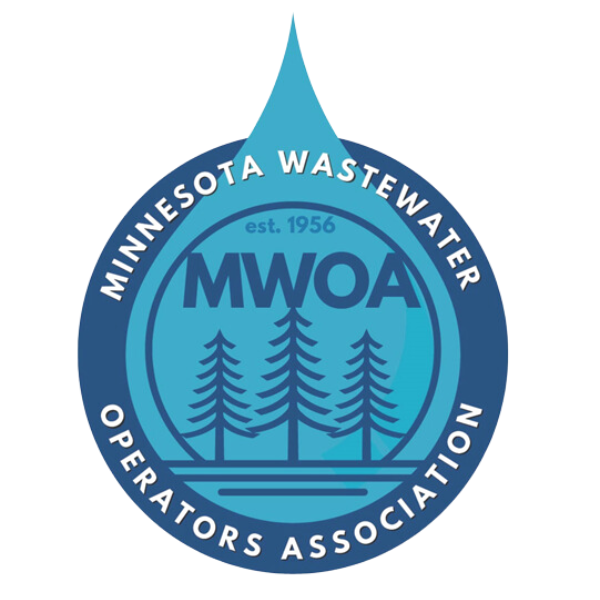 MINNESOTA WASTEWATER
est. 1956
MWOA
OPERATORS ASSOCIATION